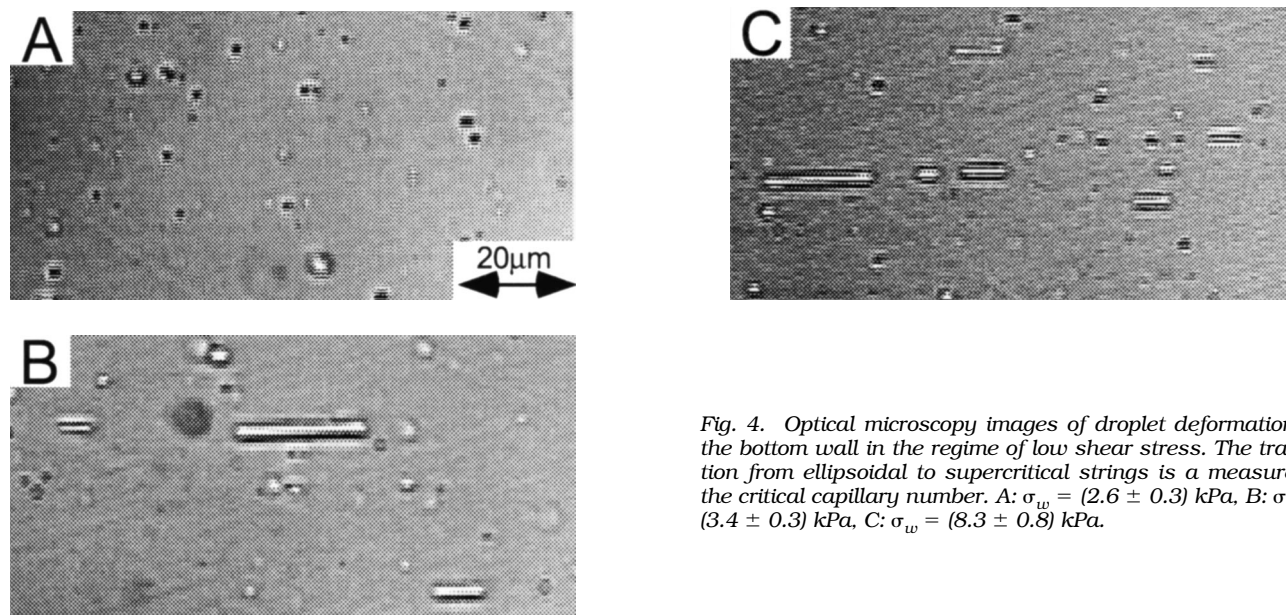 A
C
20μm
B
Fig. 4. Optical microscopy images of droplet deformation
the bottom wall in the regime of low shear stress. The tra
tion from ellipsoidal to supercritical strings is a measur
the critical capillary number. A: σw = (2.6 ± 0.3) kPa, B: σ
(3.4 ± 0.3) kPa, C: σw = (8.3 ± 0.8) kPa.